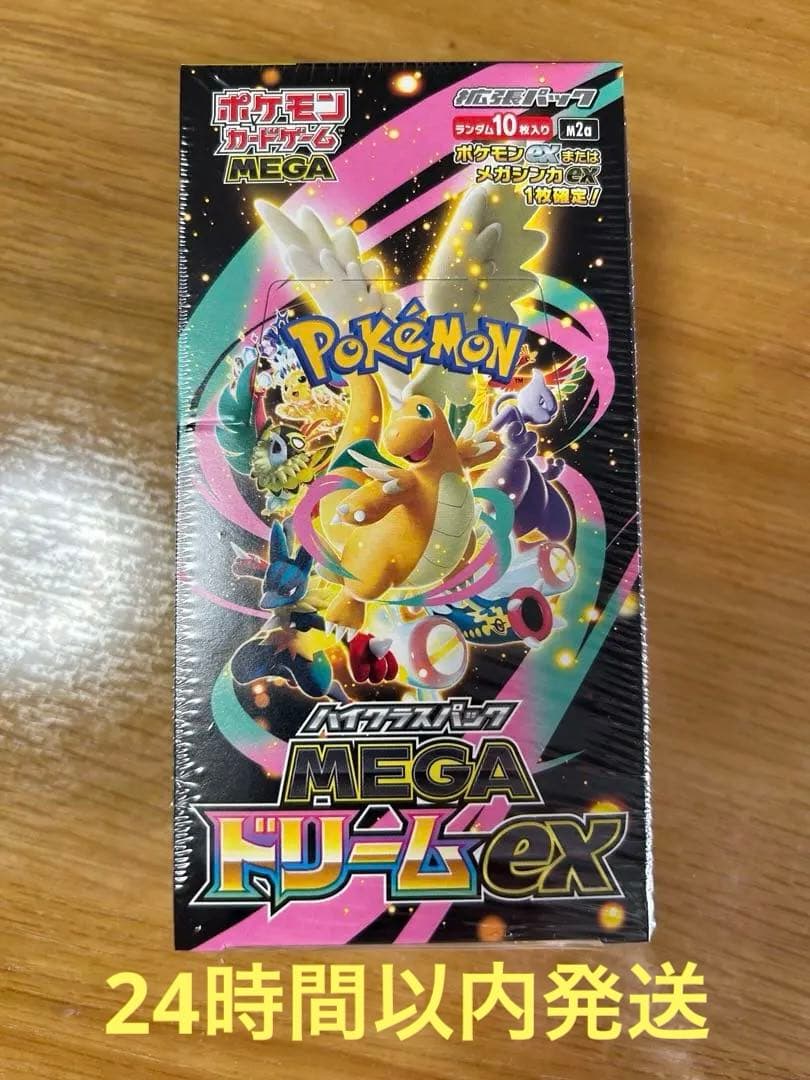 ポケモン
カードゲーム
MEGA
拡張パック
ランダム10枚入り M2a
ポケモンexまたは
メガシンカex
1枚確定!
POKéMON
TM
ハイクラスパック
MEGA
ドリームex
24時間以内発送